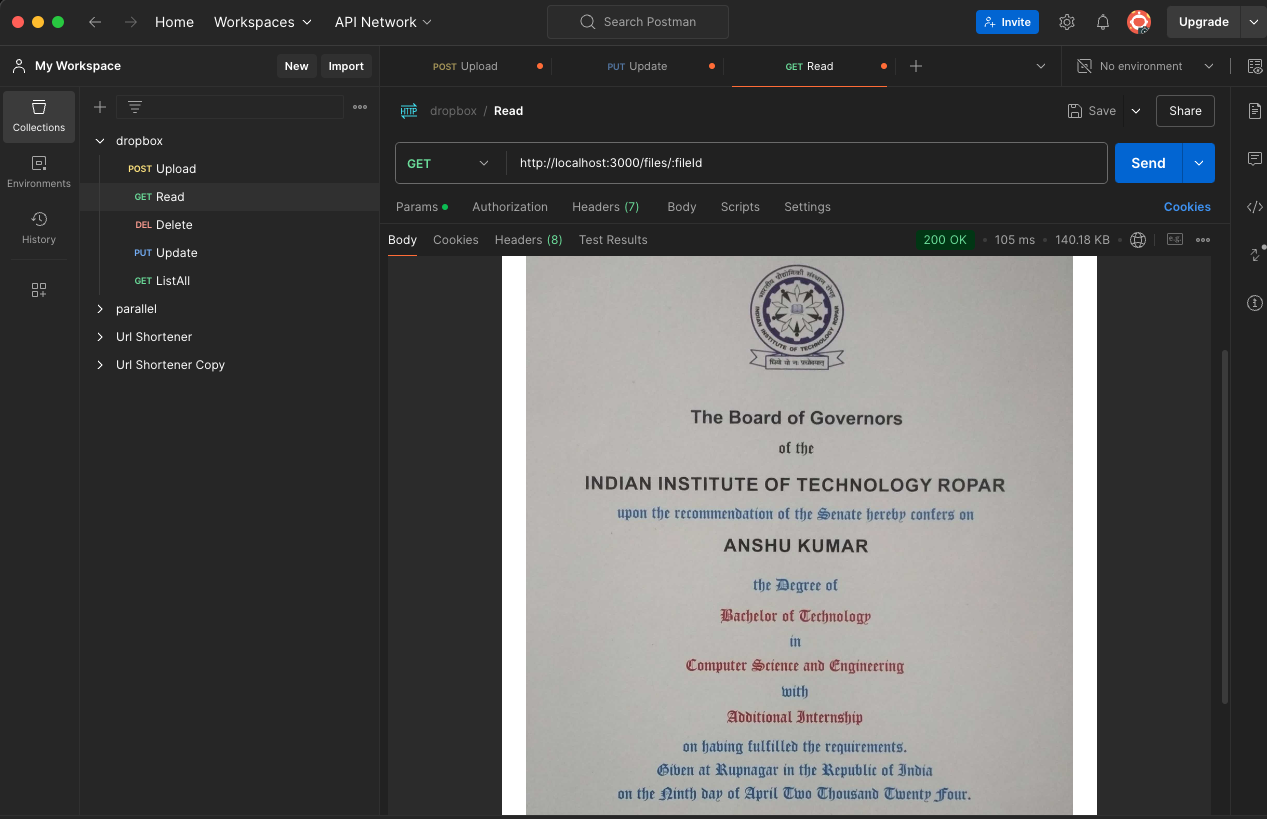 Home
Workspaces
API Network
Search Postman
Invite
Upgrade
My Workspace
New
Import
POST Upload
PUT Update
GET Read
No environment
Collections
Environments
History
dropbox
POST Upload
GET Read
DEL Delete
PUT Update
GET ListAll
parallel
Url Shortener
Url Shortener Copy
HTTP
dropbox / Read
Save
Share
GET
http://localhost:3000/files/:fileId
Send
Params
Authorization
Headers (7)
Body
Scripts
Settings
Cookies
Body
Cookies
Headers (8)
Test Results
200 OK
105 ms
140.18 KB
e.g.
भारतीय प्रौद्योगिकी संस्थान रोपड़
INDIAN INSTITUTE OF TECHNOLOGY ROPAR
धियो यो नः प्रचोदयात्
The Board of Governors
of the
INDIAN INSTITUTE OF TECHNOLOGY ROPAR
upon the recommendation of the Senate hereby confers on
ANSHU KUMAR
the Degree of
Bachelor of Technology
in
Computer Science and Engineering
with
Additional Internship
on having fulfilled the requirements.
Given at Rupnagar in the Republic of India
on the Ninth day of April Two Thousand Twenty Four.